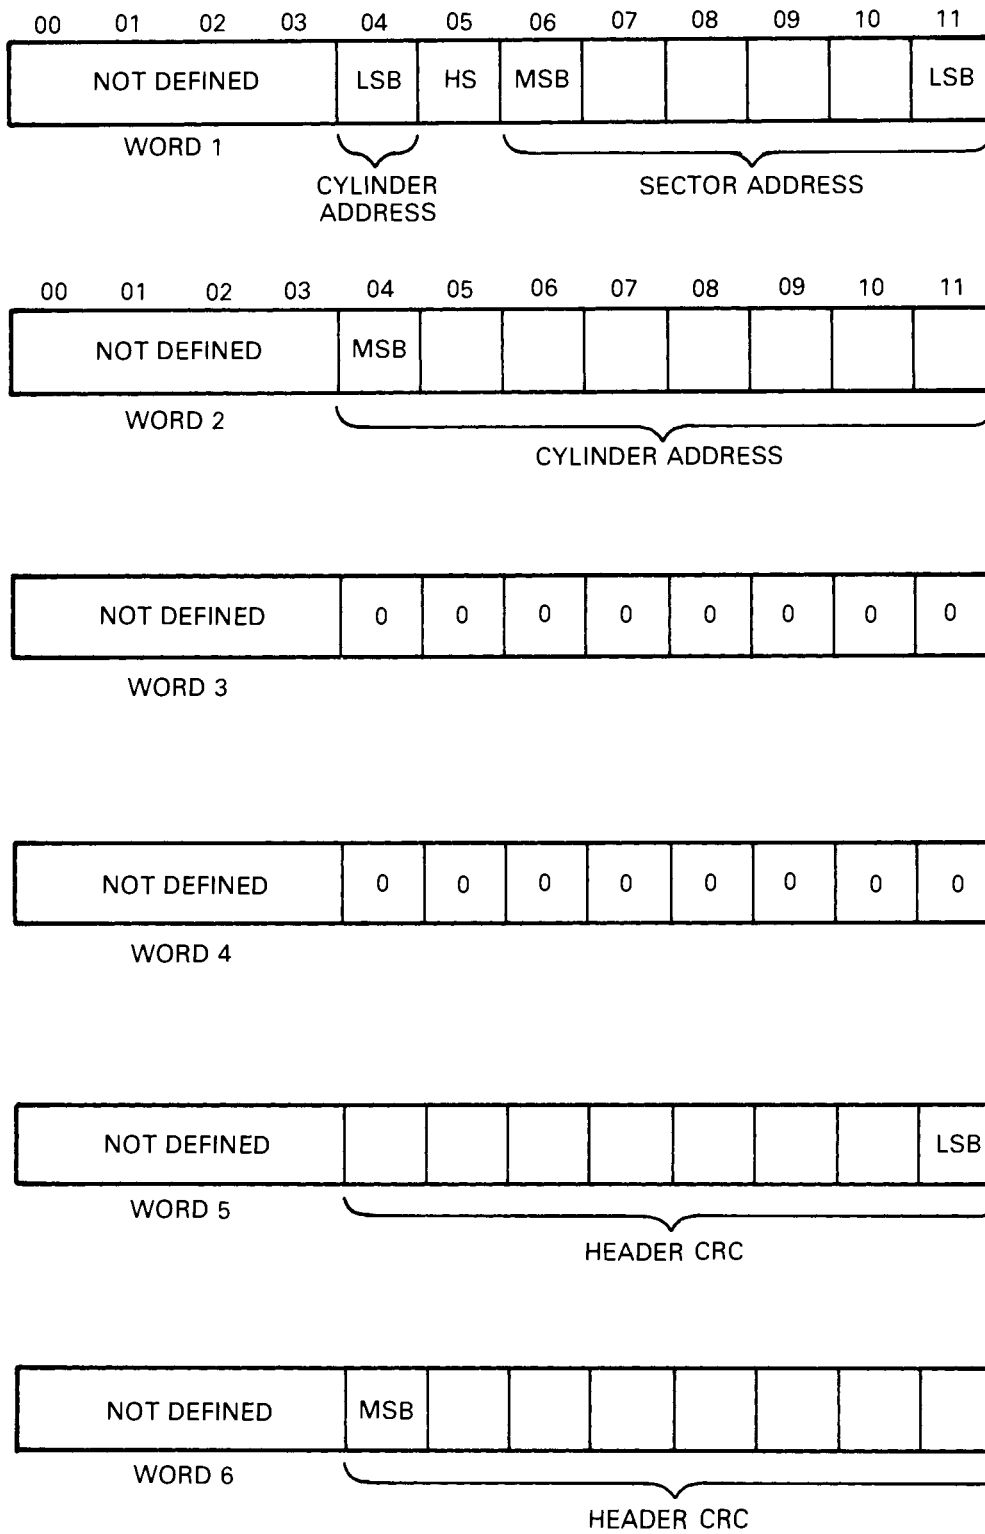 00 01 02 03 04 05 06 07 08 09 10 11
NOT DEFINED LSB HS MSB LSB
WORD 1
CYLINDER ADDRESS
SECTOR ADDRESS
00 01 02 03 04 05 06 07 08 09 10 11
NOT DEFINED MSB
WORD 2
CYLINDER ADDRESS
NOT DEFINED 0 0 0 0 0 0 0 0
WORD 3
NOT DEFINED 0 0 0 0 0 0 0 0
WORD 4
NOT DEFINED LSB
WORD 5
HEADER CRC
NOT DEFINED MSB
WORD 6
HEADER CRC